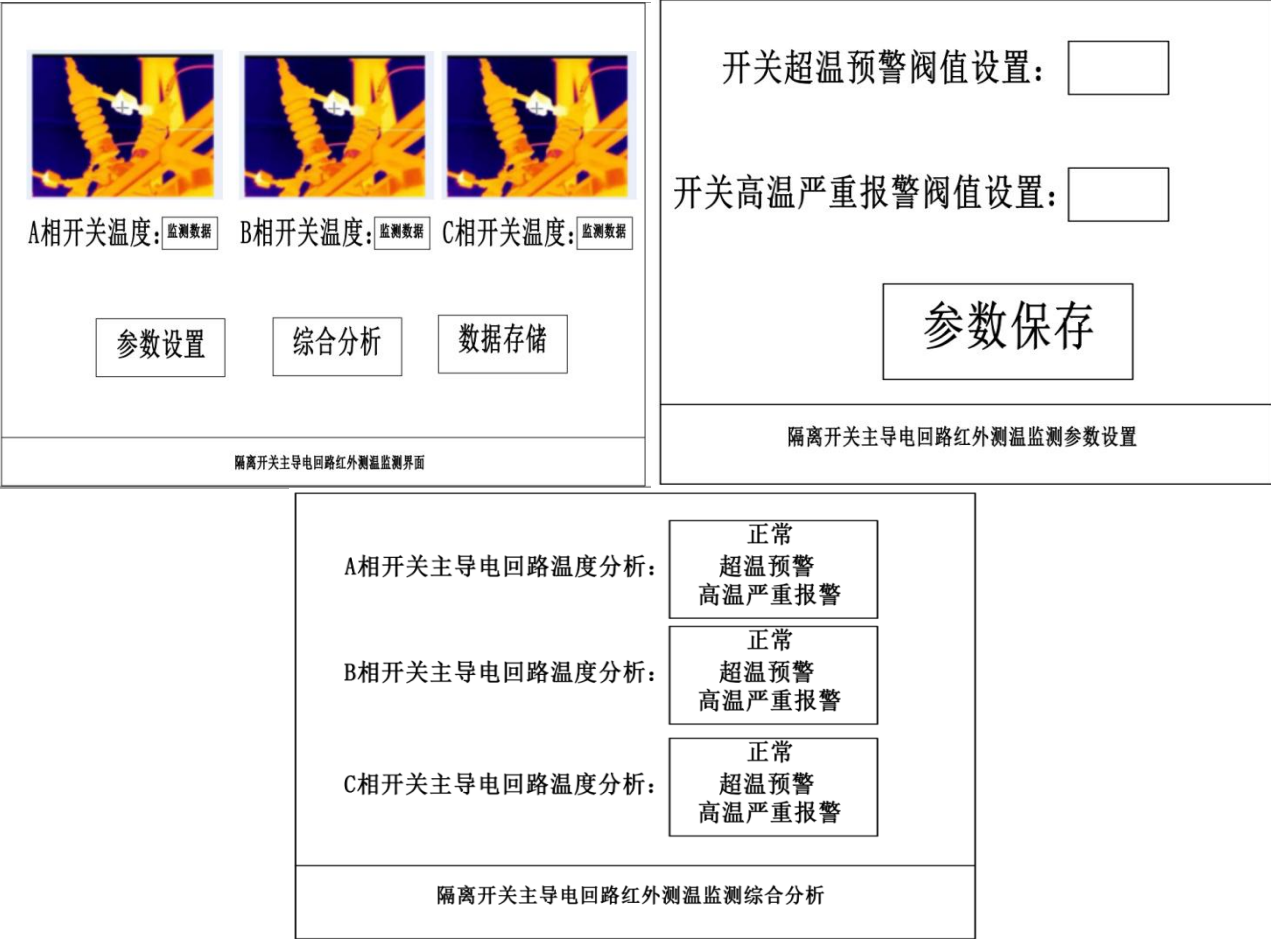 A相开关温度：监测数据 B相开关温度：监测数据 C相开关温度：监测数据
参数设置 综合分析 数据存储
隔离开关主导电回路红外测温监测界面
开关超温预警阀值设置：
开关高温严重报警阀值设置：
参数保存
隔离开关主导电回路红外测温监测参数设置
A相开关主导电回路温度分析：
正常
超温预警
高温严重报警
B相开关主导电回路温度分析：
正常
超温预警
高温严重报警
C相开关主导电回路温度分析：
正常
超温预警
高温严重报警
隔离开关主导电回路红外测温监测综合分析